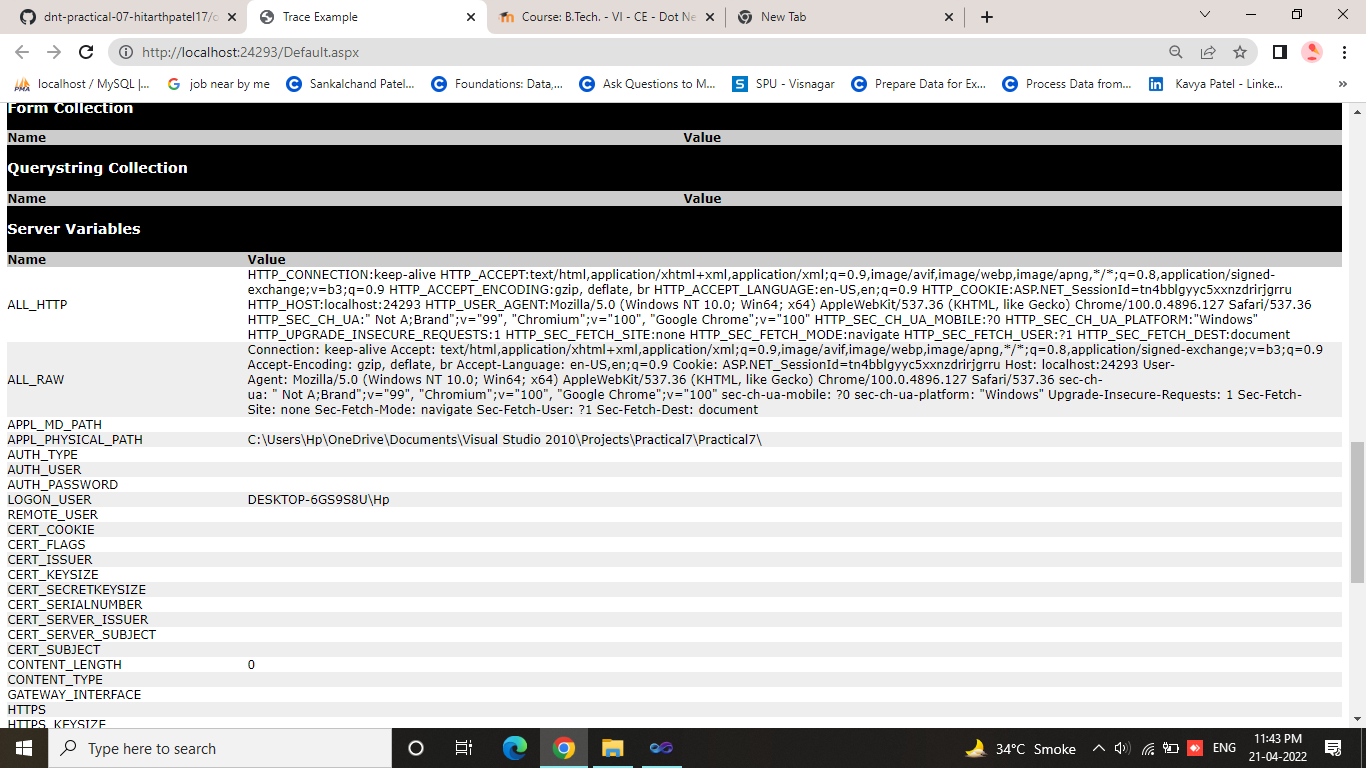 dnt-practical-07-hitarthpatel17/o
Trace Example
Course: B.Tech. - VI - CE - Dot Ne
New Tab
http://localhost:24293/Default.aspx
localhost / MySQL |...
job near by me
Sankalchand Patel...
Foundations: Data,...
Ask Questions to M...
SPU - Visnagar
Prepare Data for Ex...
Process Data from...
Kavya Patel - Linke...
Form Collection
Name Value
Querystring Collection
Name Value
Server Variables
Name Value
HTTP_CONNECTION:keep-alive HTTP_ACCEPT:text/html,application/xhtml+xml,application/xml;q=0.9,image/avif,image/webp,image/apng,*/*;q=0.8,application/signed-
exchange;v=b3;q=0.9 HTTP_ACCEPT_ENCODING:gzip, deflate, br HTTP_ACCEPT_LANGUAGE:en-US,en;q=0.9 HTTP_COOKIE:ASP.NET_SessionId=tn4bblgyyc5xxnzdrirjgrru
ALL_HTTP HTTP_HOST:localhost:24293 HTTP_USER_AGENT:Mozilla/5.0 (Windows NT 10.0; Win64; x64) AppleWebKit/537.36 (KHTML, like Gecko) Chrome/100.0.4896.127 Safari/537.36
HTTP_SEC_CH_UA:" Not A;Brand";v="99", "Chromium";v="100", "Google Chrome";v="100" HTTP_SEC_CH_UA_MOBILE:?0 HTTP_SEC_CH_UA_PLATFORM:"Windows"
HTTP_UPGRADE_INSECURE_REQUESTS:1 HTTP_SEC_FETCH_SITE:none HTTP_SEC_FETCH_MODE:navigate HTTP_SEC_FETCH_USER:?1 HTTP_SEC_FETCH_DEST:document
Connection: keep-alive Accept: text/html,application/xhtml+xml,application/xml;q=0.9,image/avif,image/webp,image/apng,*/*;q=0.8,application/signed-exchange;v=b3;q=0.9
Accept-Encoding: gzip, deflate, br Accept-Language: en-US,en;q=0.9 Cookie: ASP.NET_SessionId=tn4bblgyyc5xxnzdrirjgrru Host: localhost:24293 User-
ALL_RAW Agent: Mozilla/5.0 (Windows NT 10.0; Win64; x64) AppleWebKit/537.36 (KHTML, like Gecko) Chrome/100.0.4896.127 Safari/537.36 sec-ch-
ua: " Not A;Brand";v="99", "Chromium";v="100", "Google Chrome";v="100" sec-ch-ua-mobile: ?0 sec-ch-ua-platform: "Windows" Upgrade-Insecure-Requests: 1 Sec-Fetch-
Site: none Sec-Fetch-Mode: navigate Sec-Fetch-User: ?1 Sec-Fetch-Dest: document
APPL_MD_PATH
APPL_PHYSICAL_PATH C:\Users\Hp\OneDrive\Documents\Visual Studio 2010\Projects\Practical7\Practical7\
AUTH_TYPE
AUTH_USER
AUTH_PASSWORD
LOGON_USER DESKTOP-6GS9S8U\Hp
REMOTE_USER
CERT_COOKIE
CERT_FLAGS
CERT_ISSUER
CERT_KEYSIZE
CERT_SECRETKEYSIZE
CERT_SERIALNUMBER
CERT_SERVER_ISSUER
CERT_SERVER_SUBJECT
CERT_SUBJECT
CONTENT_LENGTH 0
CONTENT_TYPE
GATEWAY_INTERFACE
HTTPS
HTTPS_KEYSIZE
Type here to search
34°C Smoke
ENG
11:43 PM
21-04-2022